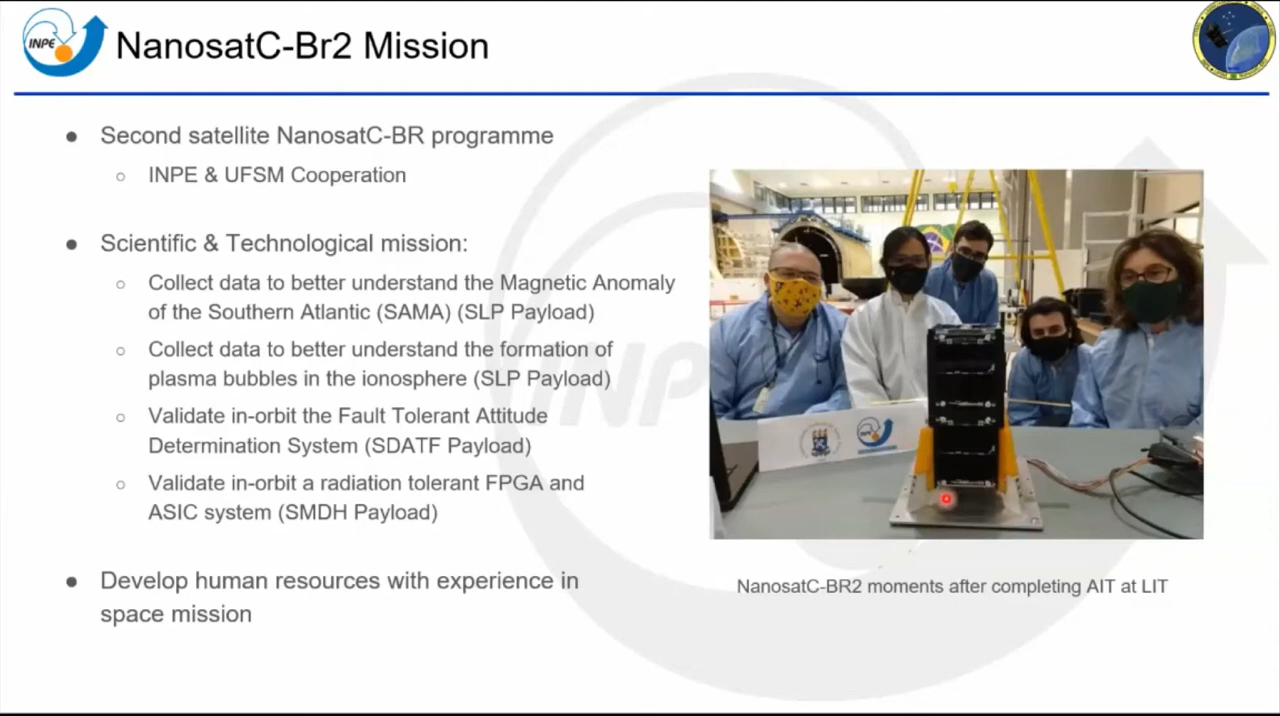 INPE
NanosatC-Br2 Mission
● Second satellite NanosatC-BR programme
○ INPE & UFSM Cooperation
● Scientific & Technological mission:
○ Collect data to better understand the Magnetic Anomaly
of the Southern Atlantic (SAMA) (SLP Payload)
○ Collect data to better understand the formation of
plasma bubbles in the ionosphere (SLP Payload)
○ Validate in-orbit the Fault Tolerant Attitude
Determination System (SDATF Payload)
○ Validate in-orbit a radiation tolerant FPGA and
ASIC system (SMDH Payload)
● Develop human resources with experience in
space mission
INPE
NanosatC-BR2 moments after completing AIT at LIT